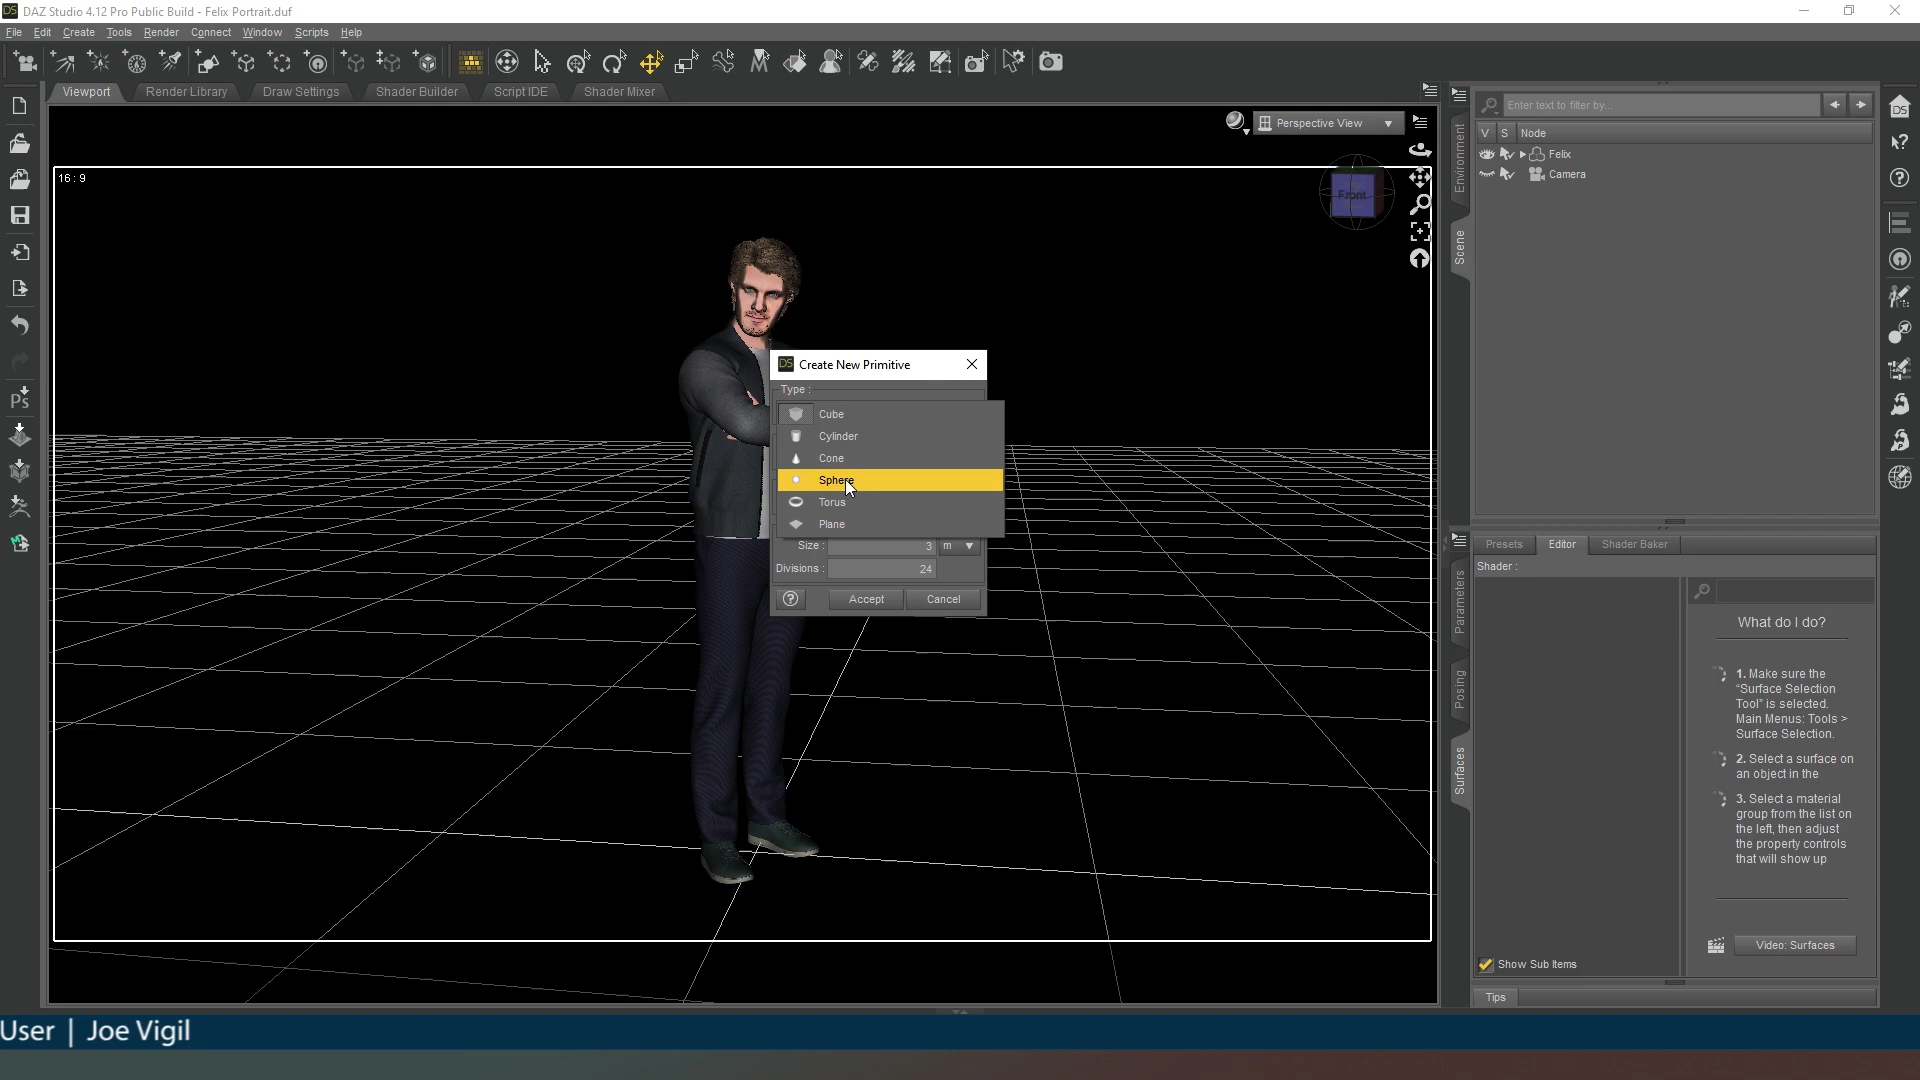 DAZ Studio 4.12 Pro Public Build - Felix Portrait.duf
File Edit Create Tools Render Connect Window Scripts Help
Viewport Render Library Draw Settings Shader Builder Script IDE Shader Mixer
Perspective View
16 : 9
Front
Create New Primitive
Type :
Cube
Cylinder
Cone
Sphere
Torus
Plane
Size : 3 m
Divisions : 24
Accept Cancel
Enter text to filter by...
V S Node
Felix
Camera
Environment
Scene
Presets Editor Shader Baker
Shader :
Parameters
Posing
Surfaces
What do I do?
1. Make sure the
"Surface Selection
Tool" is selected.
Main Menus: Tools >
Surface Selection.
2. Select a surface on
an object in the
3. Select a material
group from the list on
the left, then adjust
the property controls
that will show up
Video: Surfaces
Show Sub Items
Tips
Ps
DS
User | Joe Vigil